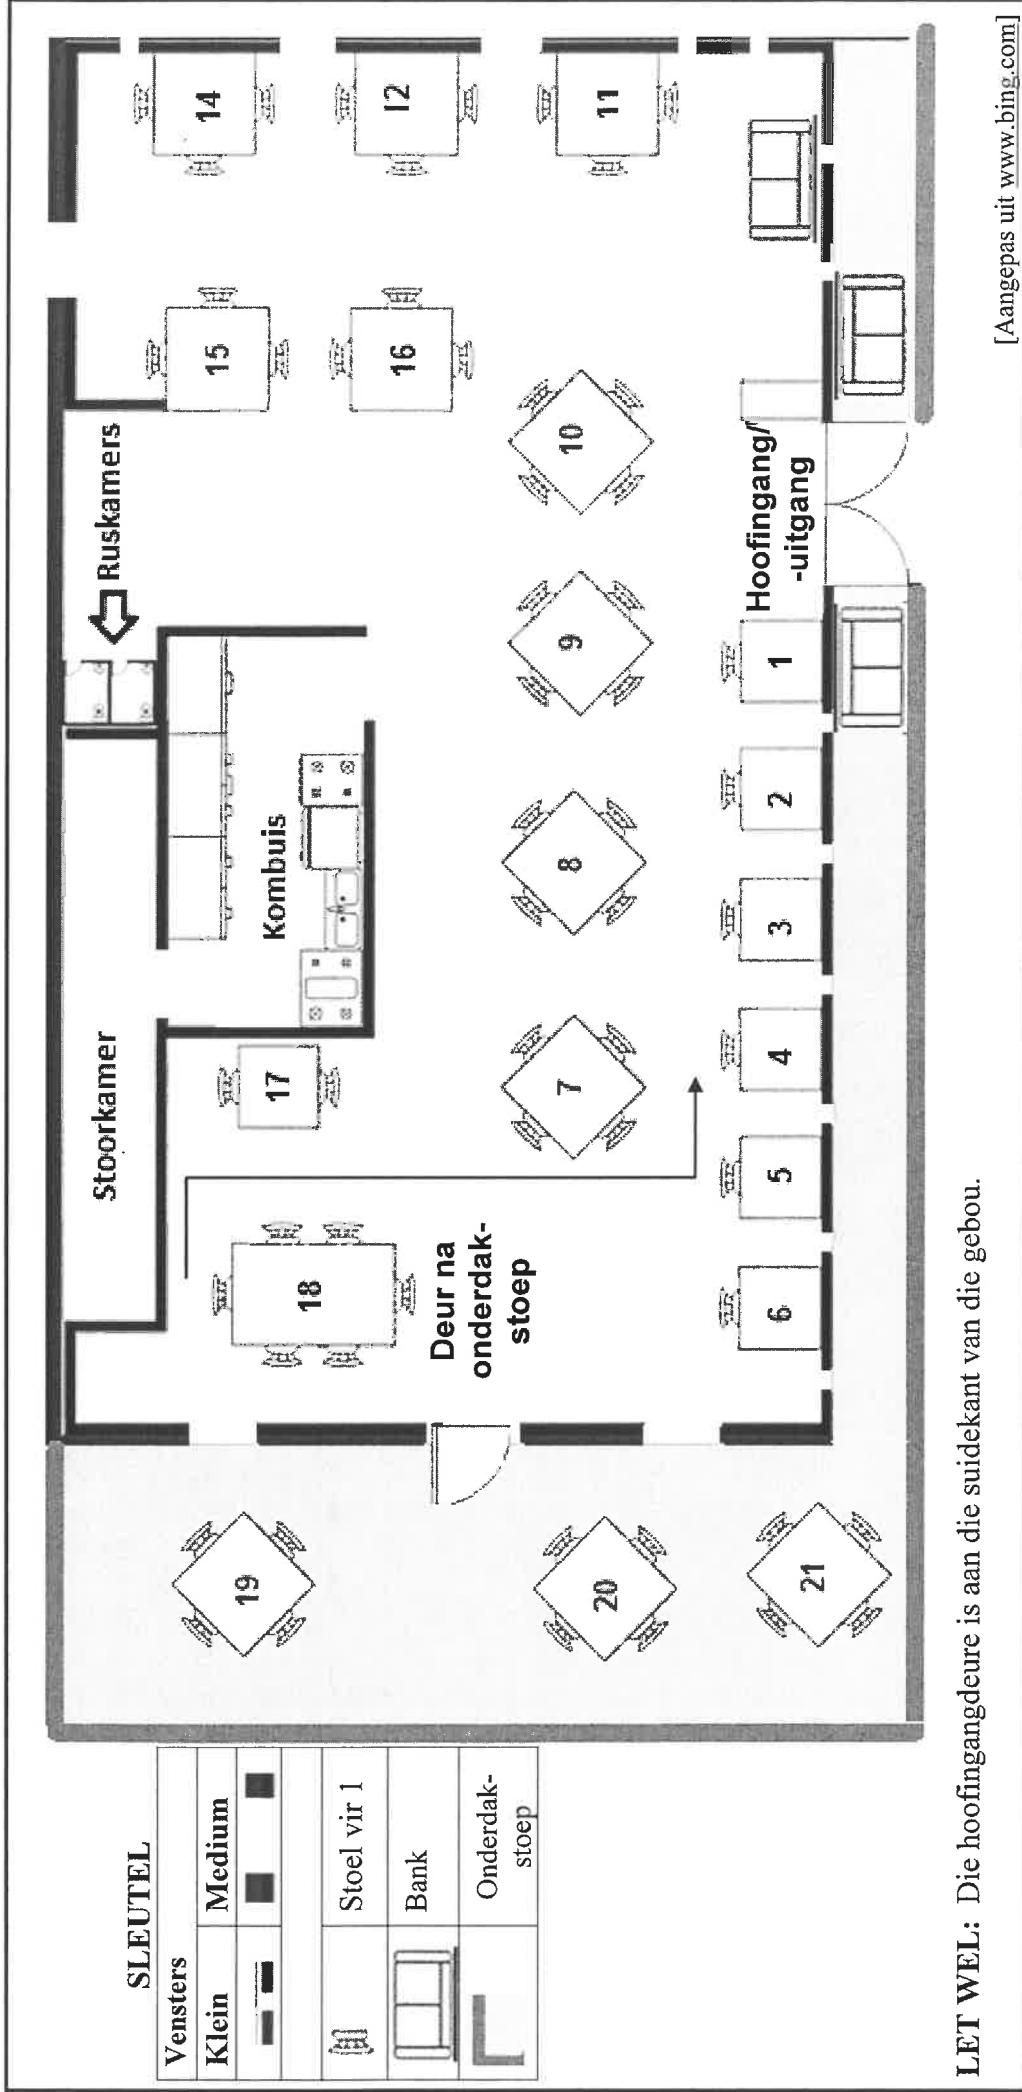 SLEUTEL
Vensters
Klein
Medium
Stoel vir 1
Bank
Onderdak-
stoep
Stoorkamer
Kombuis
Ruskamers
Deur na
onderdak-
stoep
Hoofingang/
-uitgang
19
20
21
18
17
15
14
16
12
11
7
8
9
10
6
5
4
3
2
1
LET WEL: Die hoofingangdeure is aan die suidekant van die gebou.
[Aangepas uit www.bing.com]